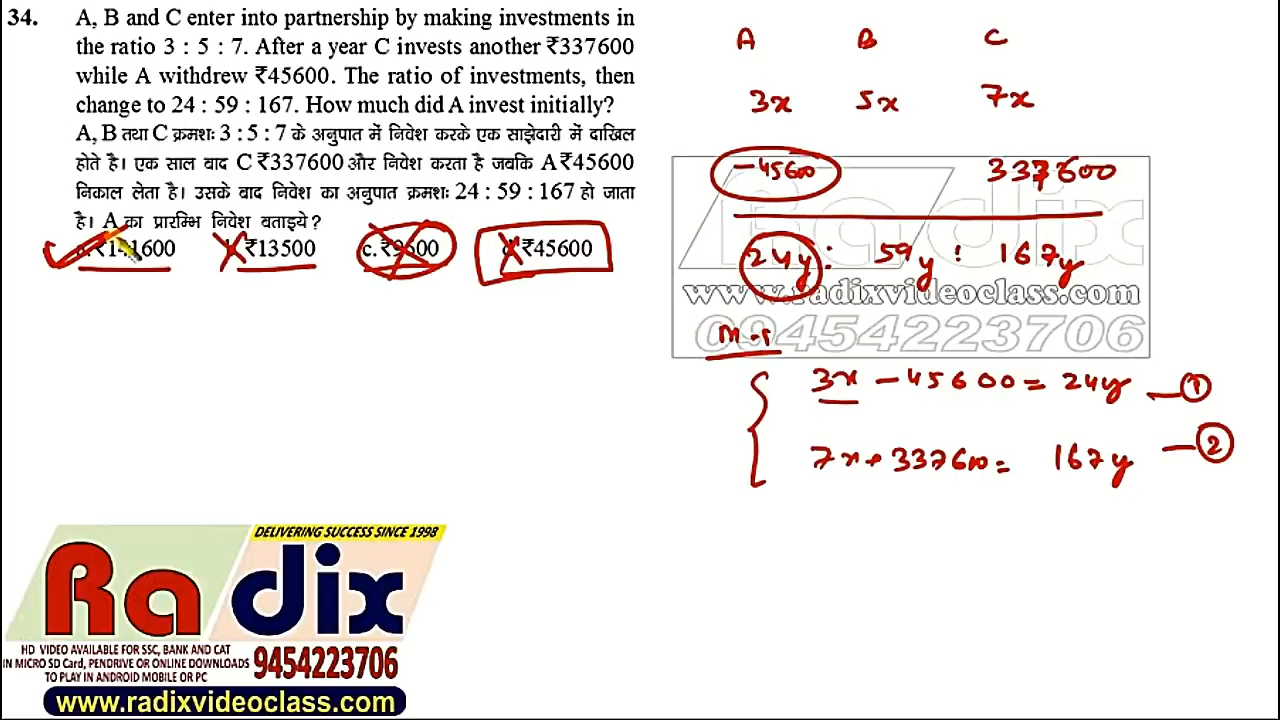 34. A, B and C enter into partnership by making investments in
the ratio 3 : 5 : 7. After a year C invests another ₹337600
while A withdrew ₹45600. The ratio of investments, then
change to 24 : 59 : 167. How much did A invest initially?
A, B तथा C क्रमशः 3 : 5 : 7 के अनुपात में निवेश करके एक साझेदारी में दाखिल
होते है। एक साल वाद C ₹337600 और निवेश करता है जबकि A ₹45600
निकाल लेता है। उसके वाद निवेश का अनुपात क्रमशः 24 : 59 : 167 हो जाता
है। A का प्रारम्भि निवेश वताइये ?
₹13500 c. ₹9600 ₹45600
A B C
3x 5x 7x
-45600 337600
24y : 59y : 167y
www.radixvideoclass.com
09454223706
M-1
3x - 45600 = 24y - 1
7x + 337600 = 167y - 2
DELIVERING SUCCESS SINCE 1998
Radix
HD VIDEO AVAILABLE FOR SSC, BANK AND CAT
IN MICRO SD Card, PENDRIVE OR ONLINE DOWNLOADS
TO PLAY IN ANDROID MOBILE OR PC
9454223706
www.radixvideoclass.com